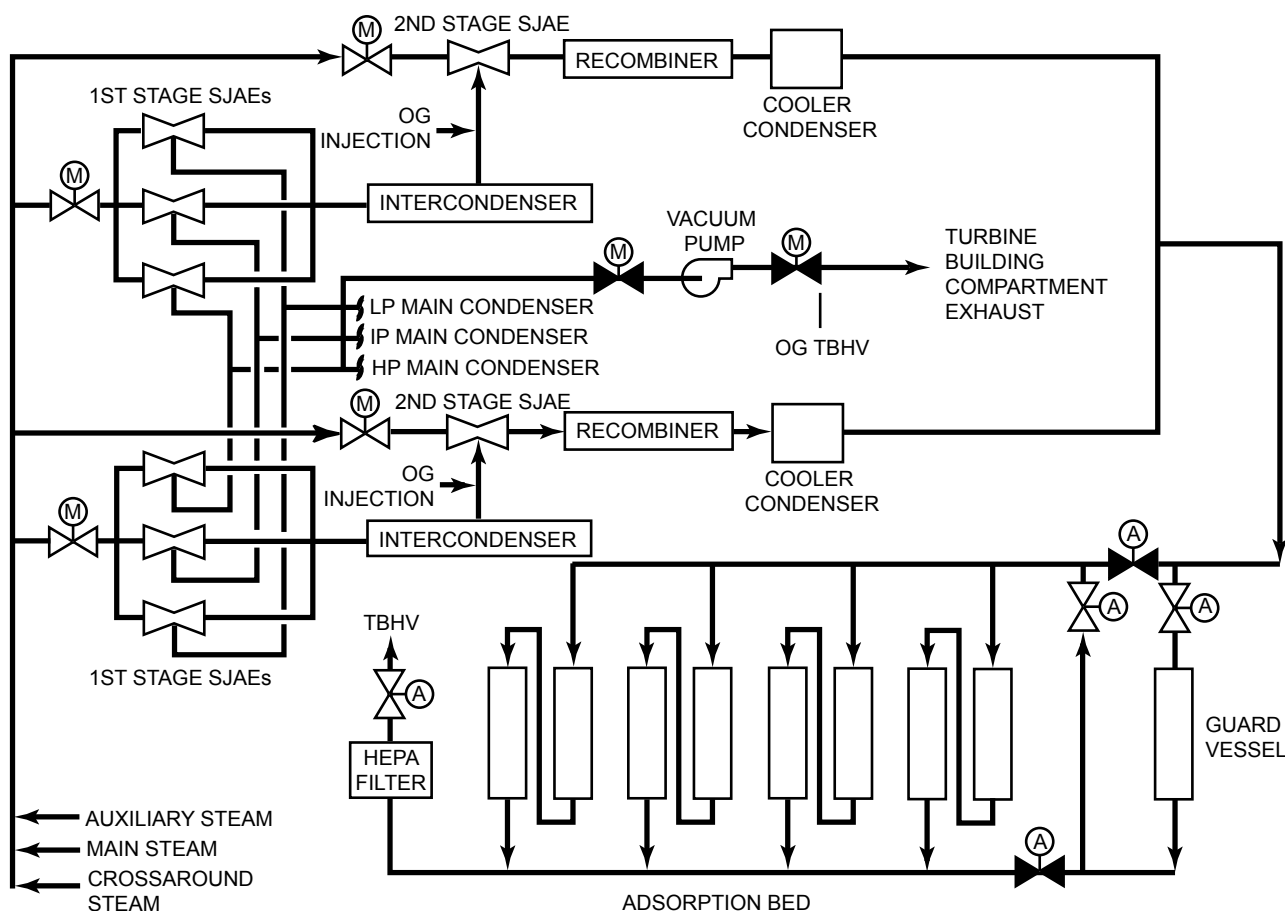 2ND STAGE SJAE
M
RECOMBINER
COOLER
CONDENSER
1ST STAGE SJAEs
OG
INJECTION
M
INTERCONDENSER
VACUUM
PUMP
M
M
TURBINE
BUILDING
COMPARTMENT
EXHAUST
OG TBHV
LP MAIN CONDENSER
IP MAIN CONDENSER
HP MAIN CONDENSER
2ND STAGE SJAE
M
RECOMBINER
COOLER
CONDENSER
OG
INJECTION
M
INTERCONDENSER
1ST STAGE SJAEs
A
A
A
TBHV
A
HEPA
FILTER
GUARD
VESSEL
A
ADSORPTION BED
AUXILIARY STEAM
MAIN STEAM
CROSSAROUND
STEAM